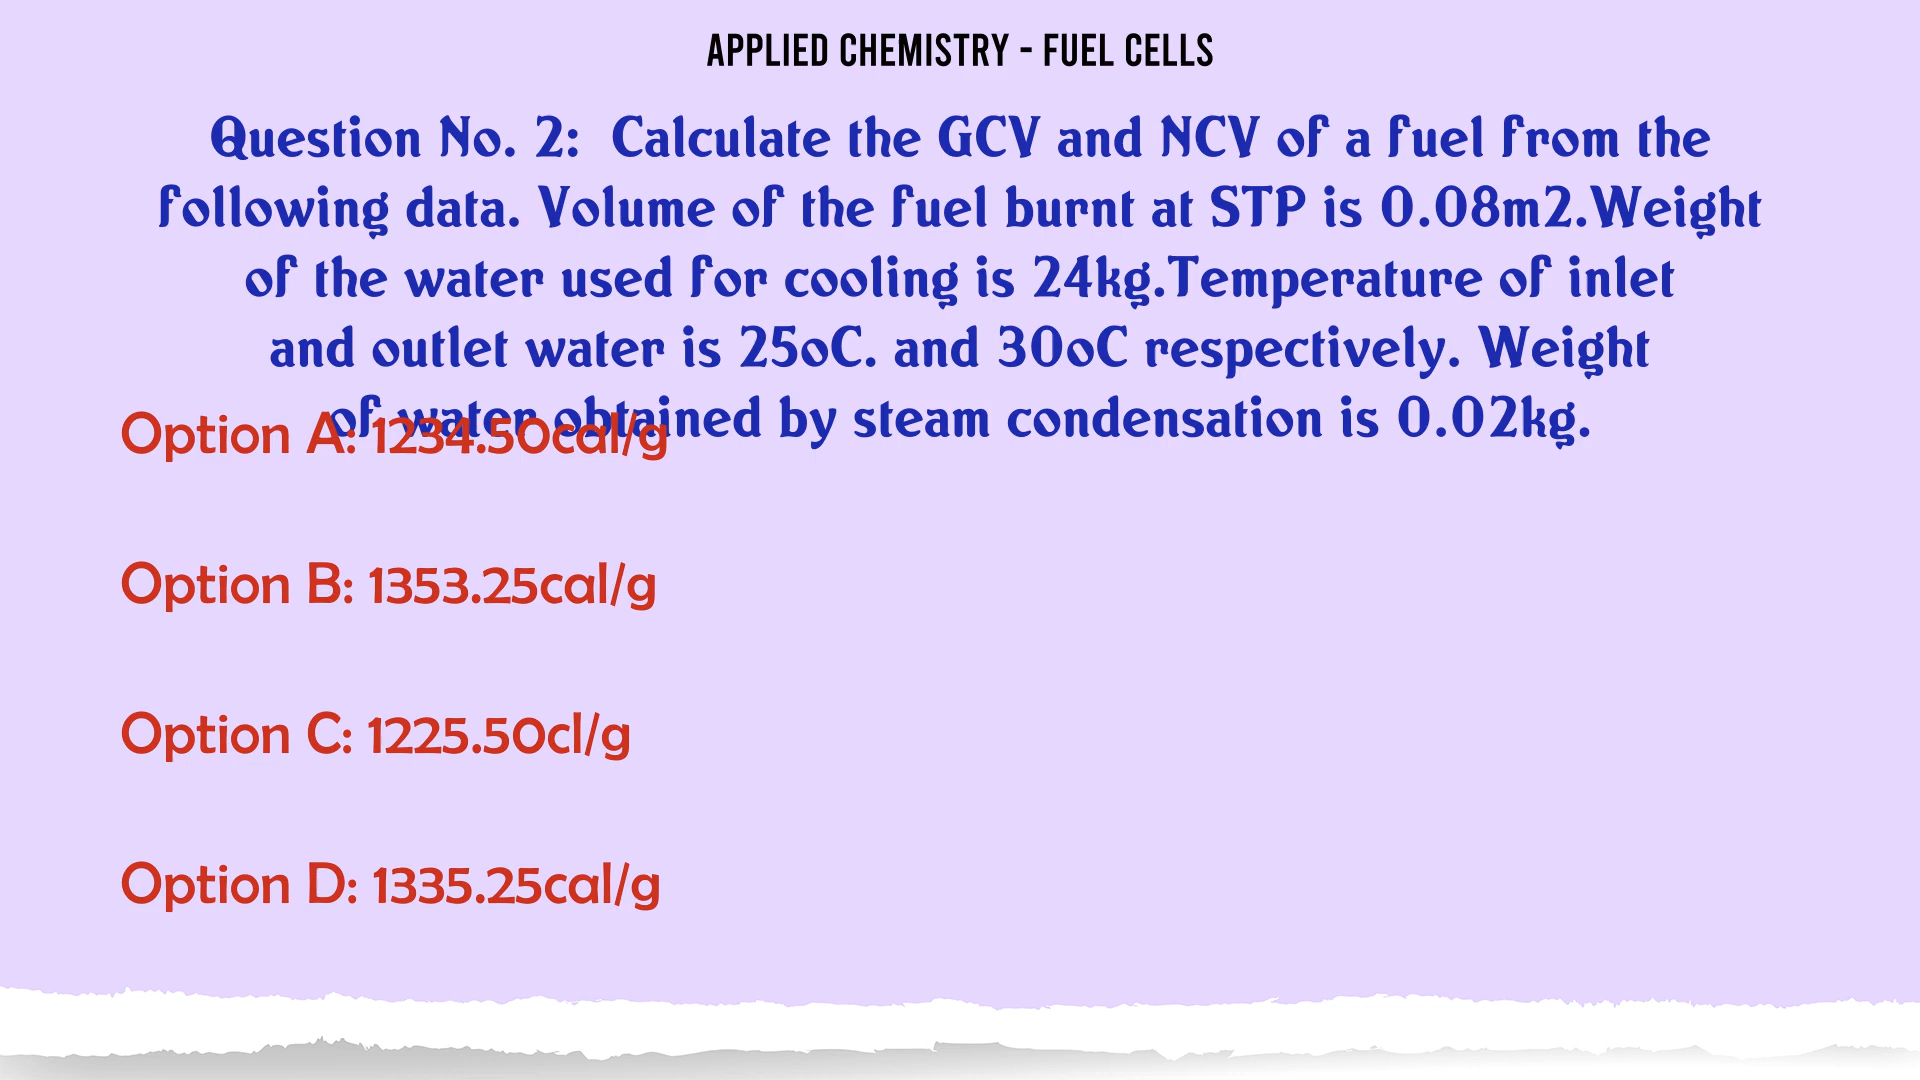 APPLIED CHEMISTRY - FUEL CELLS
Question No. 2: Calculate the GCV and NCV of a fuel from the
following data. Volume of the fuel burnt at STP is 0.08m2.Weight
of the water used for cooling is 24kg.Temperature of inlet
and outlet water is 25oC. and 30oC respectively. Weight
of water obtained by steam condensation is 0.02kg.
Option A: 1234.50cal/g
Option B: 1353.25cal/g
Option C: 1225.50cl/g
Option D: 1335.25cal/g